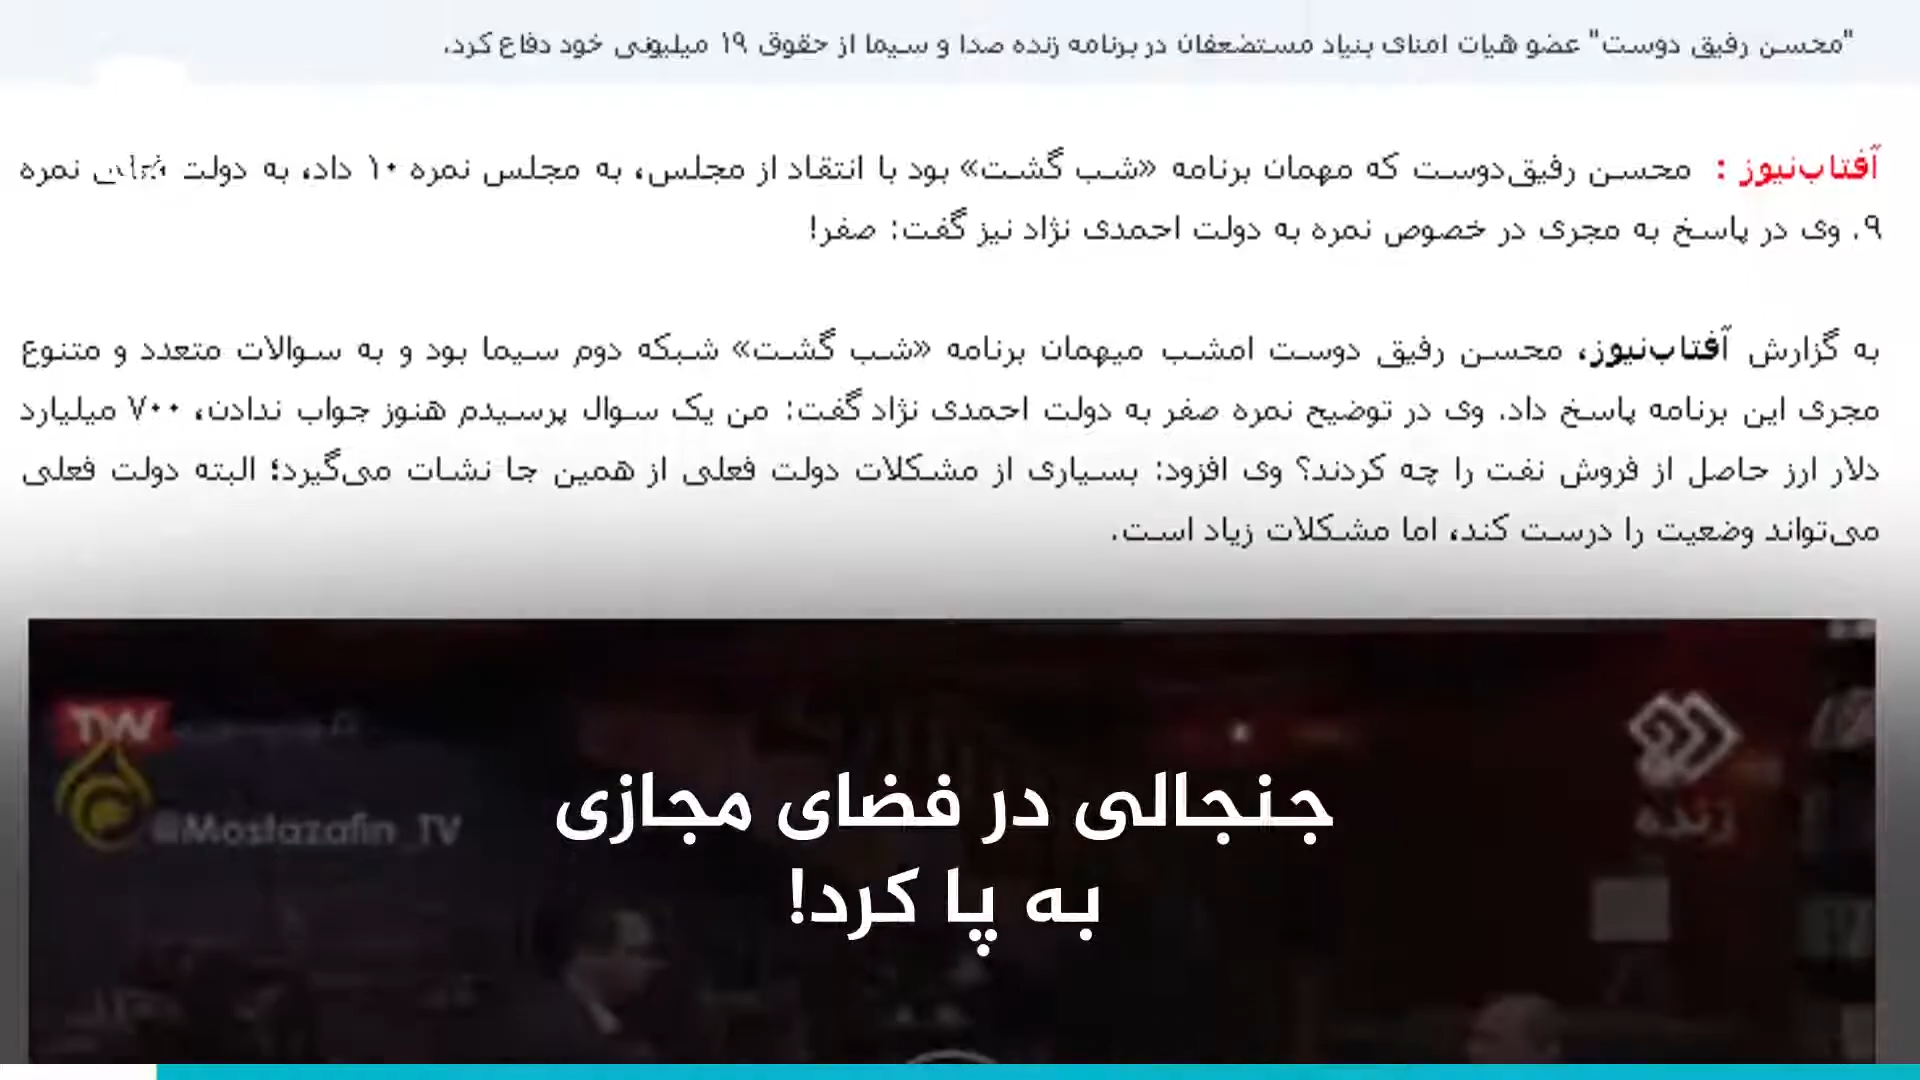 "محسن رفیق دوست" عضو هیات امنای بنیاد مستضعفان در برنامه زنده صدا و سیما از حقوق ۱۹ میلیونی خود دفاع کرد.
آفتاب‌نیوز : محسن رفیق‌دوست که مهمان برنامه «شب گشت» بود با انتقاد از مجلس، به مجلس نمره ۱۰ داد، به دولت فعلی نمره
۹. وی در پاسخ به مجری در خصوص نمره به دولت احمدی نژاد نیز گفت: صفر!
به گزارش آفتاب‌نیوز، محسن رفیق دوست امشب میهمان برنامه «شب گشت» شبکه دوم سیما بود و به سوالات متعدد و متنوع
مجری این برنامه پاسخ داد. وی در توضیح نمره صفر به دولت احمدی نژاد گفت: من یک سوال پرسیدم هنوز جواب ندادن، ۷۰۰ میلیارد
دلار ارز حاصل از فروش نفت را چه کردند؟ وی افزود: بسیاری از مشکلات دولت فعلی از همین جا نشات می‌گیرد؛ البته دولت فعلی
می‌تواند وضعیت را درست کند، اما مشکلات زیاد است.
TW
@Mostazafin_TV
زنده
جنجالی در فضای مجازی
به پا کرد!